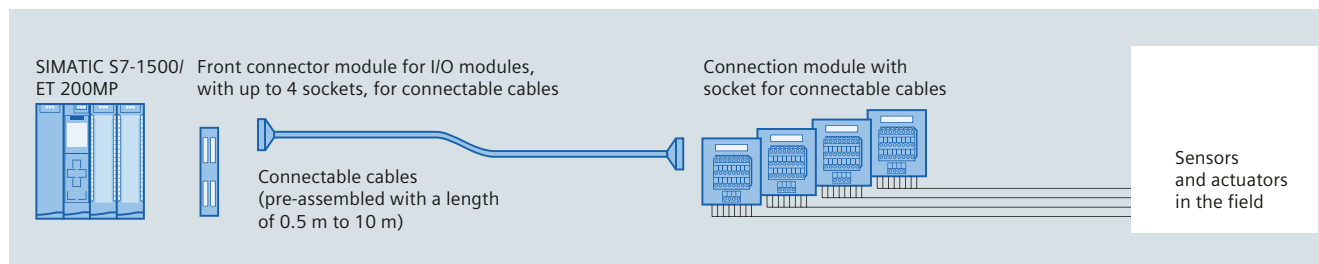 SIMATIC S7-1500/
ET 200MP
Front connector module for I/O modules,
with up to 4 sockets, for connectable cables
Connectable cables
(pre-assembled with a length
of 0.5 m to 10 m)
Connection module with
socket for connectable cables
Sensors
and actuators
in the field